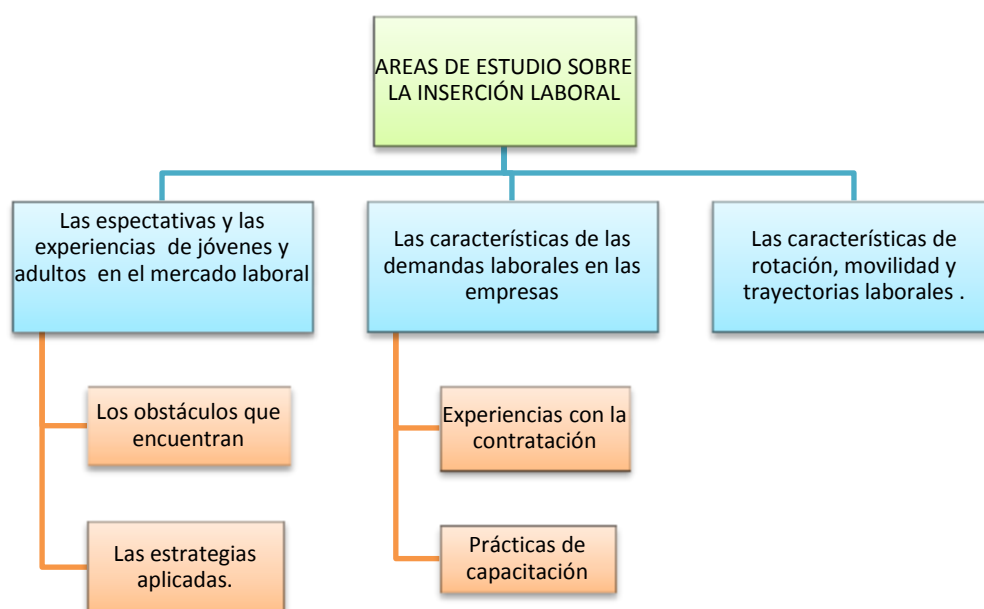 AREAS DE ESTUDIO SOBRE
LA INSERCIÓN LABORAL
Las espectativas y las
experiencias de jóvenes y
adultos en el mercado laboral
Las características de las
demandas laborales en las
empresas
Las características de
rotación, movilidad y
trayectorias laborales .
Los obstáculos que
encuentran
Experiencias con la
contratación
Las estrategias
aplicadas.
Prácticas de
capacitación